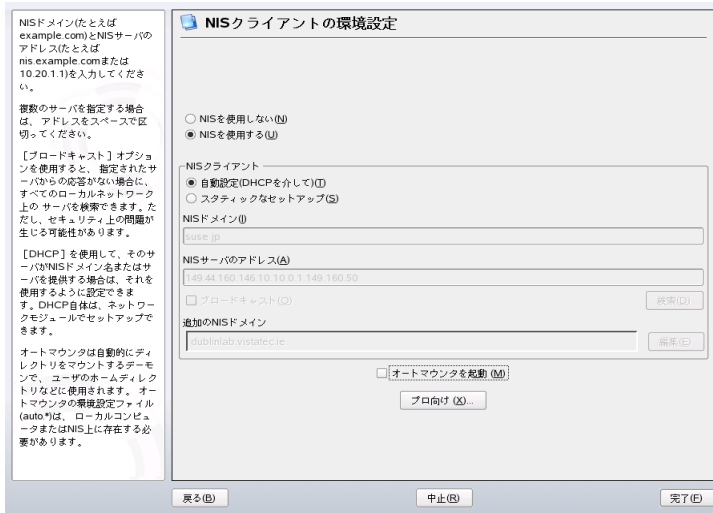 NISドメイン(たとえば
example.com)とNISサーバの
アドレス(たとえば
nis.example.comまたは
10.20.1.1)を入力してくださ
い。
複数のサーバを指定する場合
は、 アドレスをスペースで区
切ってください。
［ブロードキャスト］オプショ
ンを使用すると、 指定されたサ
ーバからの応答がない場合に、
すべてのローカルネットワーク
上の サーバを検索できます。た
だし、セキュリティ上の問題が
生じる可能性があります。
［DHCP］を使用して、そのサ
ーバがNISドメイン名またはサ
ーバを提供する場合は、それを
使用するように設定できま
す。DHCP自体は、ネットワー
クモジュールでセットアップで
きます。
オートマウンタは自動的にディ
レクトリをマウントするデーモ
ンで、 ユーザのホームディレク
トリなどに使用されます。 オー
トマウンタの環境設定ファイル
(auto.*)は、 ローカルコンピュ
ータまたはNIS上に存在する必
要があります。
NISクライアントの環境設定
NISを使用しない(N)
NISを使用する(U)
NISクライアント
自動設定(DHCPを介して)(T)
スタティックなセットアップ(S)
NISドメイン(I)
suse.jp
NISサーバのアドレス(A)
149.44.160.146 10.10.0.1 149.160.50
ブロードキャスト(O)
検索(D)
追加のNISドメイン
dublinlab.vistatec.ie
編集(E)
オートマウンタを起動 (M)
プロ向け (X)...
戻る(B)
中止(R)
完了(F)